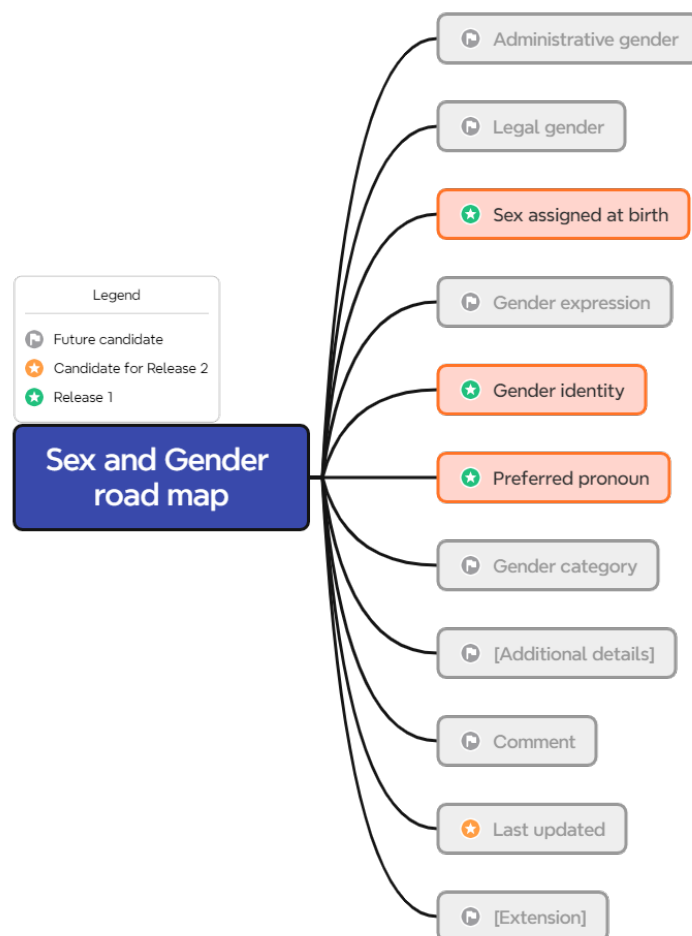 Administrative gender
Legal gender
Sex assigned at birth
Gender expression
Legend
Future candidate
Candidate for Release 2
Release 1
Gender identity
Sex and Gender
road map
Preferred pronoun
Gender category
[Additional details]
Comment
Last updated
[Extension]